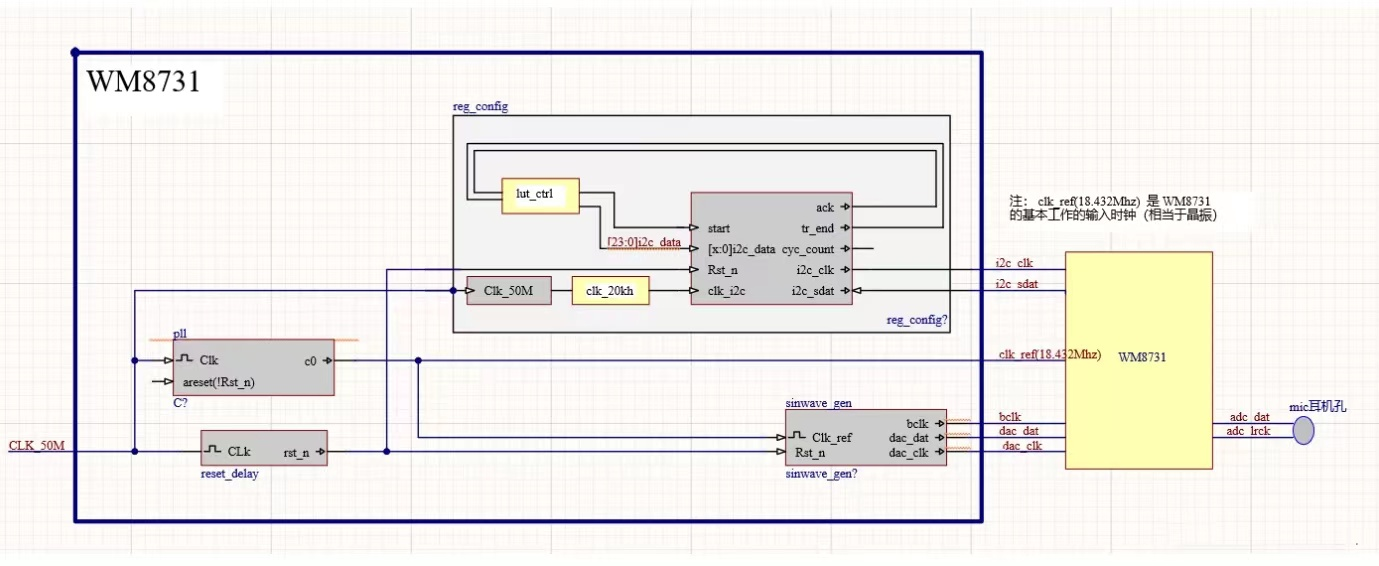 WM8731
reg_config
lut_ctrl
ack
start
tr_end
[23:0]i2c_data
[x:0]i2c_data
cyc_count
Rst_n
i2c_clk
Clk_50M
clk_20kh
clk_i2c
i2c_sdat
reg_config?
注： clk_ref(18.432Mhz) 是 WM8731
的基本工作的输入时钟（相当于晶振）
i2c_clk
i2c_sdat
pll
Clk
c0
areset(!Rst_n)
C?
clk_ref(18.432Mhz)
WM8731
sinwave_gen
bclk
Clk_ref
dac_dat
Rst_n
dac_clk
sinwave_gen?
bclk
dac_dat
dac_clk
adc_dat
adc_lrck
mic耳机孔
CLK_50M
CLk
rst_n
reset_delay